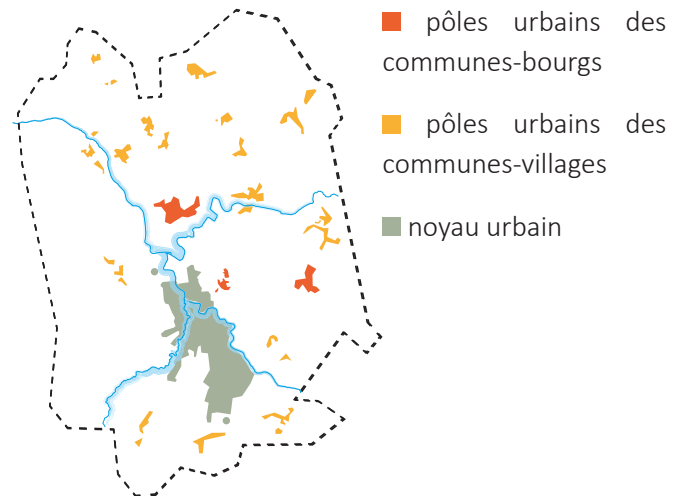 pôles urbains des
communes-bourgs
pôles urbains des
communes-villages
noyau urbain